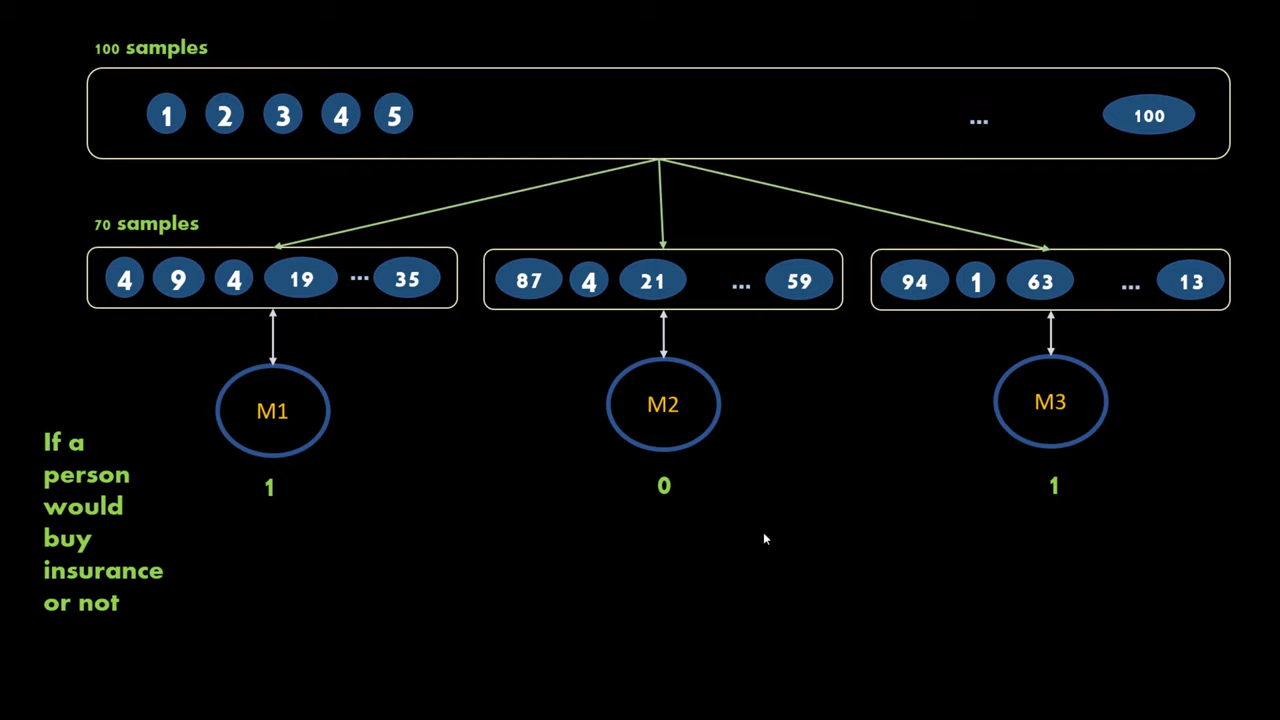 100 samples
1 2 3 4 5 ... 100
70 samples
4 9 4 19 ... 35
87 4 21 ... 59
94 1 63 ... 13
M1
M2
M3
If a
person
would
buy
insurance
or not
1
0
1